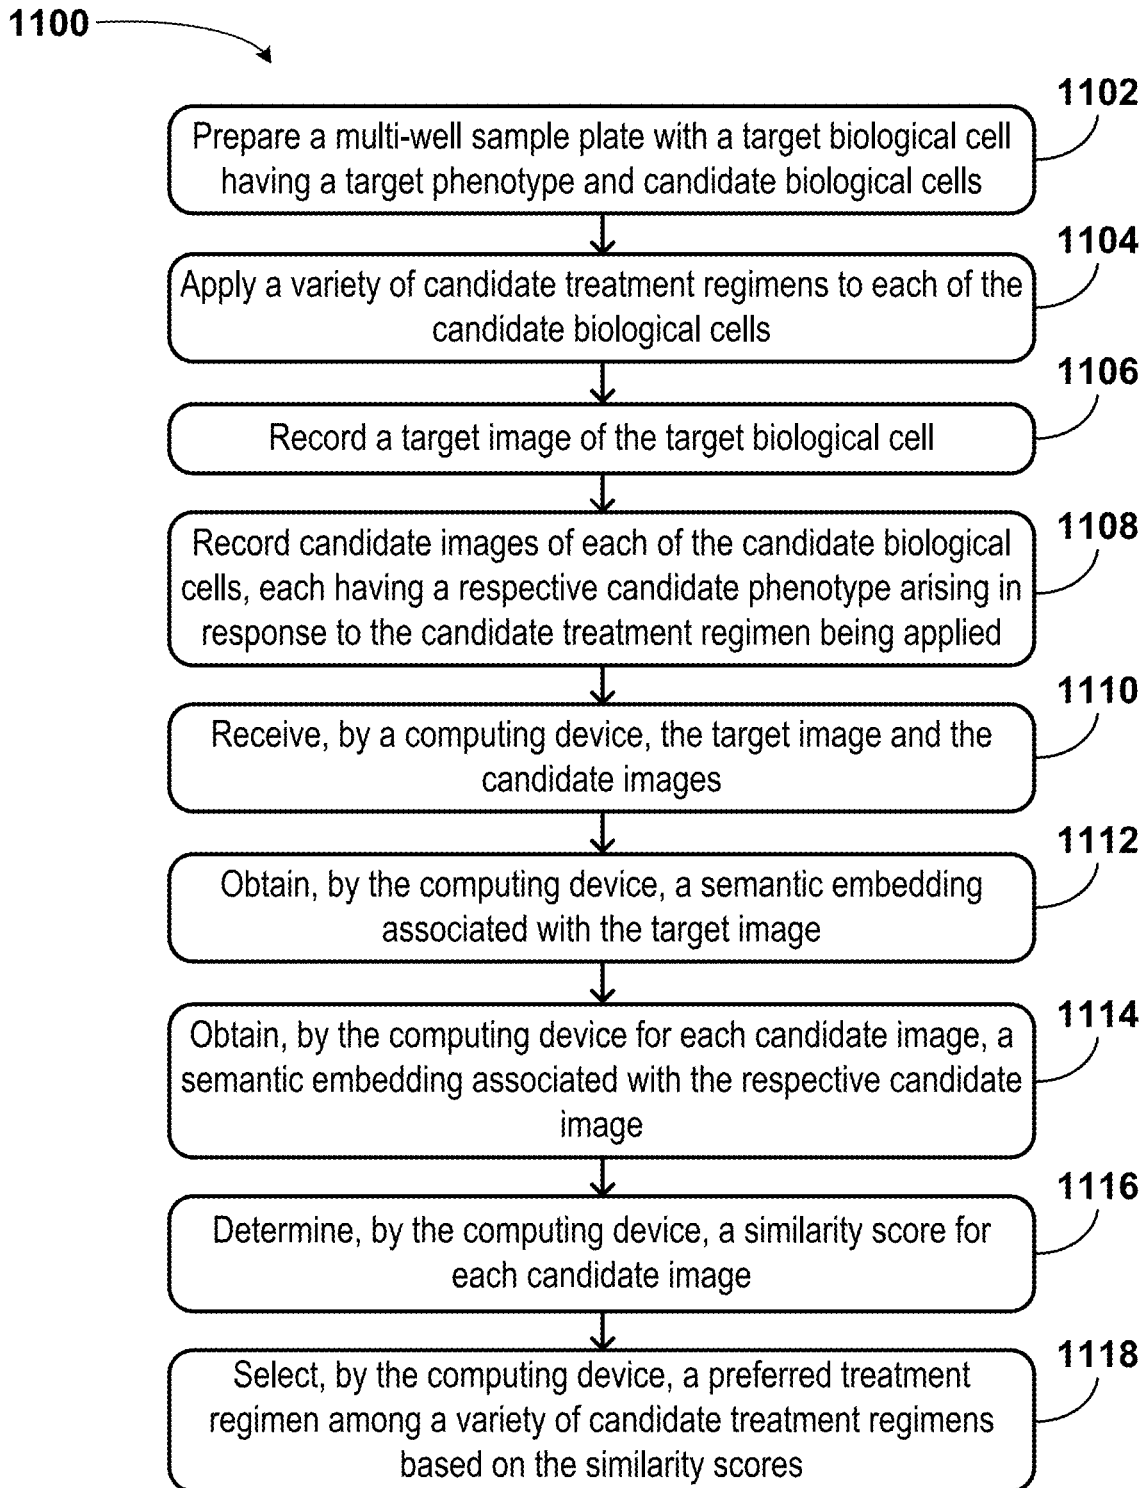 1100
1102
Prepare a multi-well sample plate with a target biological cell
having a target phenotype and candidate biological cells
1104
Apply a variety of candidate treatment regimens to each of the
candidate biological cells
1106
Record a target image of the target biological cell
1108
Record candidate images of each of the candidate biological
cells, each having a respective candidate phenotype arising in
response to the candidate treatment regimen being applied
1110
Receive, by a computing device, the target image and the
candidate images
1112
Obtain, by the computing device, a semantic embedding
associated with the target image
1114
Obtain, by the computing device for each candidate image, a
semantic embedding associated with the respective candidate
image
1116
Determine, by the computing device, a similarity score for
each candidate image
1118
Select, by the computing device, a preferred treatment
regimen among a variety of candidate treatment regimens
based on the similarity scores